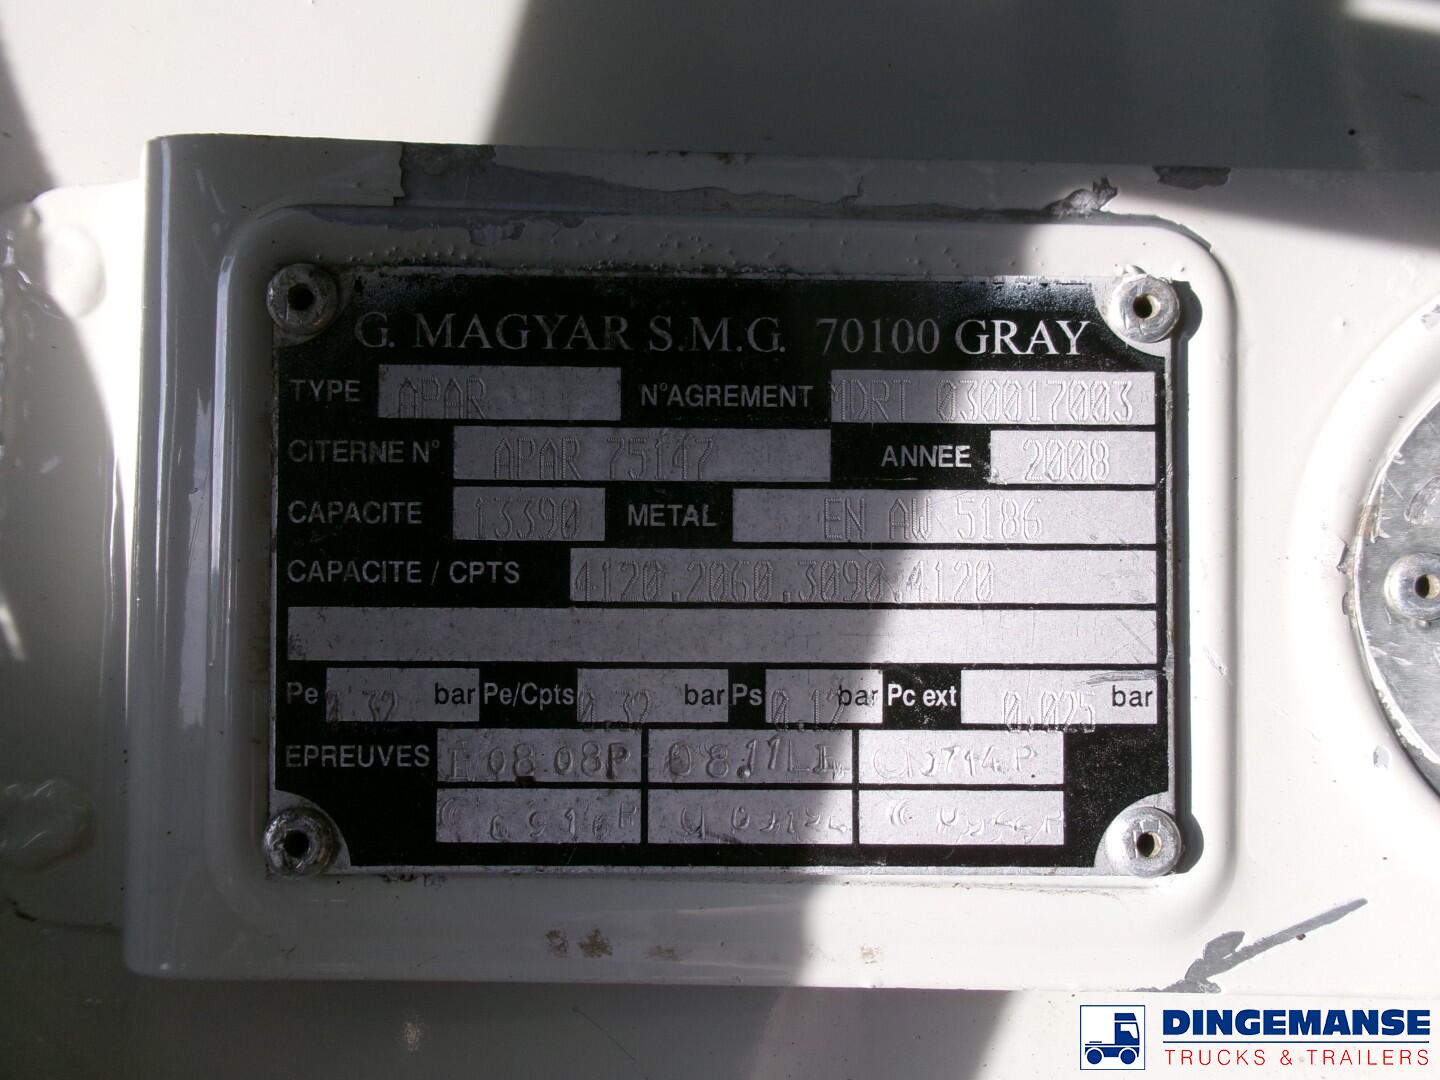 G. MAGYAR S.M.G. 70100 GRAY
TYPE APAR N°AGREMENT MDRT 030017003
CITERNE N° APAR 75147 ANNEE 2008
CAPACITE 13390 METAL EN AW 5186
CAPACITE / CPTS 4120.2060.3090.4120
Pe 0.32 bar Pe/Cpts 0.32 bar Ps 0.12 bar Pc ext 0,025 bar
EPREUVES E 08.08P
DINGEMANSE
TRUCKS & TRAILERS